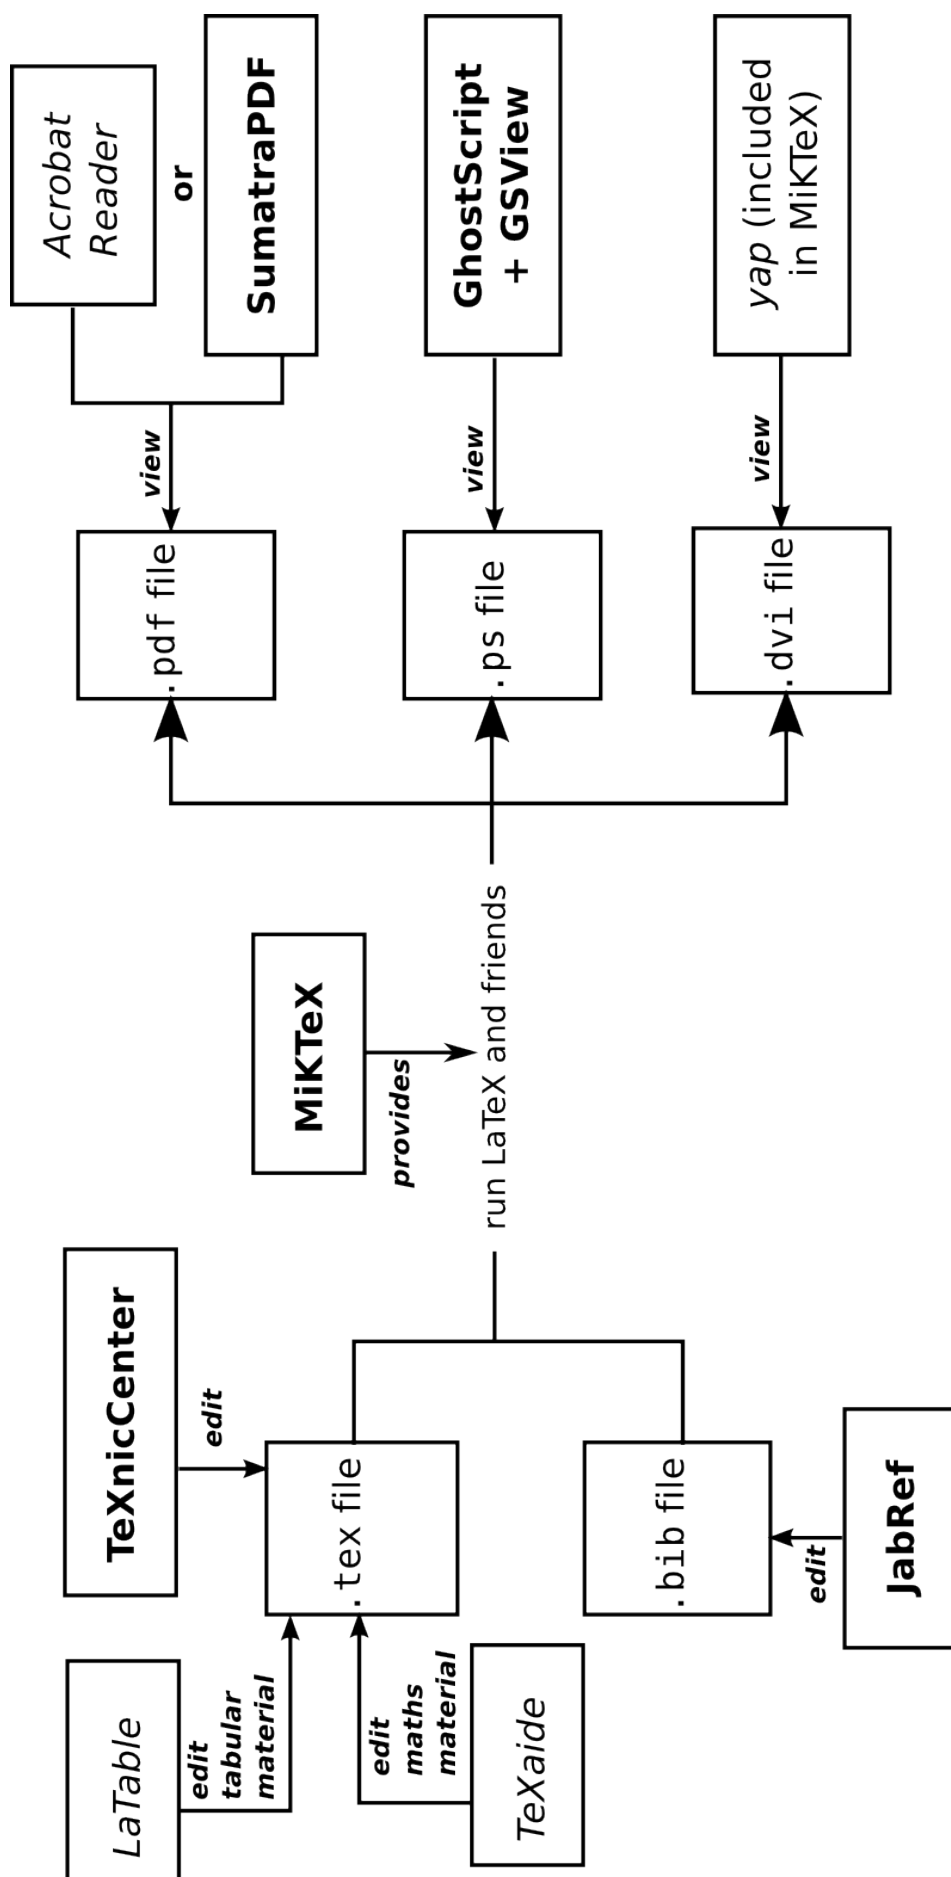 LaTable
edit
tabular
material
TeXnicCenter
edit
.tex file
edit
maths
material
TeXaide
.bib file
edit
JabRef
MiKTeX
provides
run LaTeX and friends
.pdf file
view
Acrobat
Reader
or
SumatraPDF
.ps file
view
GhostScript
+ GSView
.dvi file
view
yap (included
in MiKTeX)